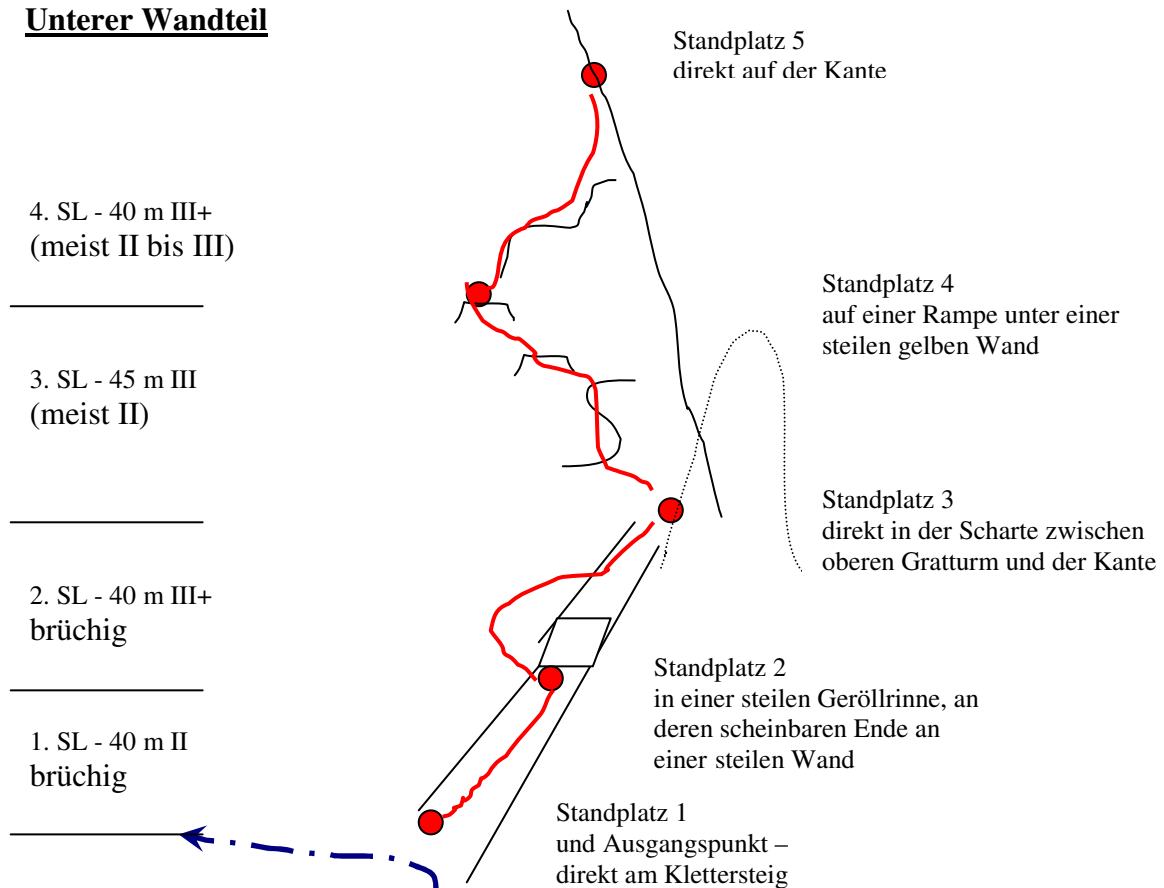 Unterer Wandteil
Standplatz 5
direkt auf der Kante
4. SL - 40 m III+
(meist II bis III)
Standplatz 4
auf einer Rampe unter einer
steilen gelben Wand
3. SL - 45 m III
(meist II)
Standplatz 3
direkt in der Scharte zwischen
oberen Gratturm und der Kante
2. SL - 40 m III+
brüchig
Standplatz 2
in einer steilen Geröllrinne, an
deren scheinbaren Ende an
einer steilen Wand
1. SL - 40 m II
brüchig
Standplatz 1
und Ausgangspunkt –
direkt am Klettersteig